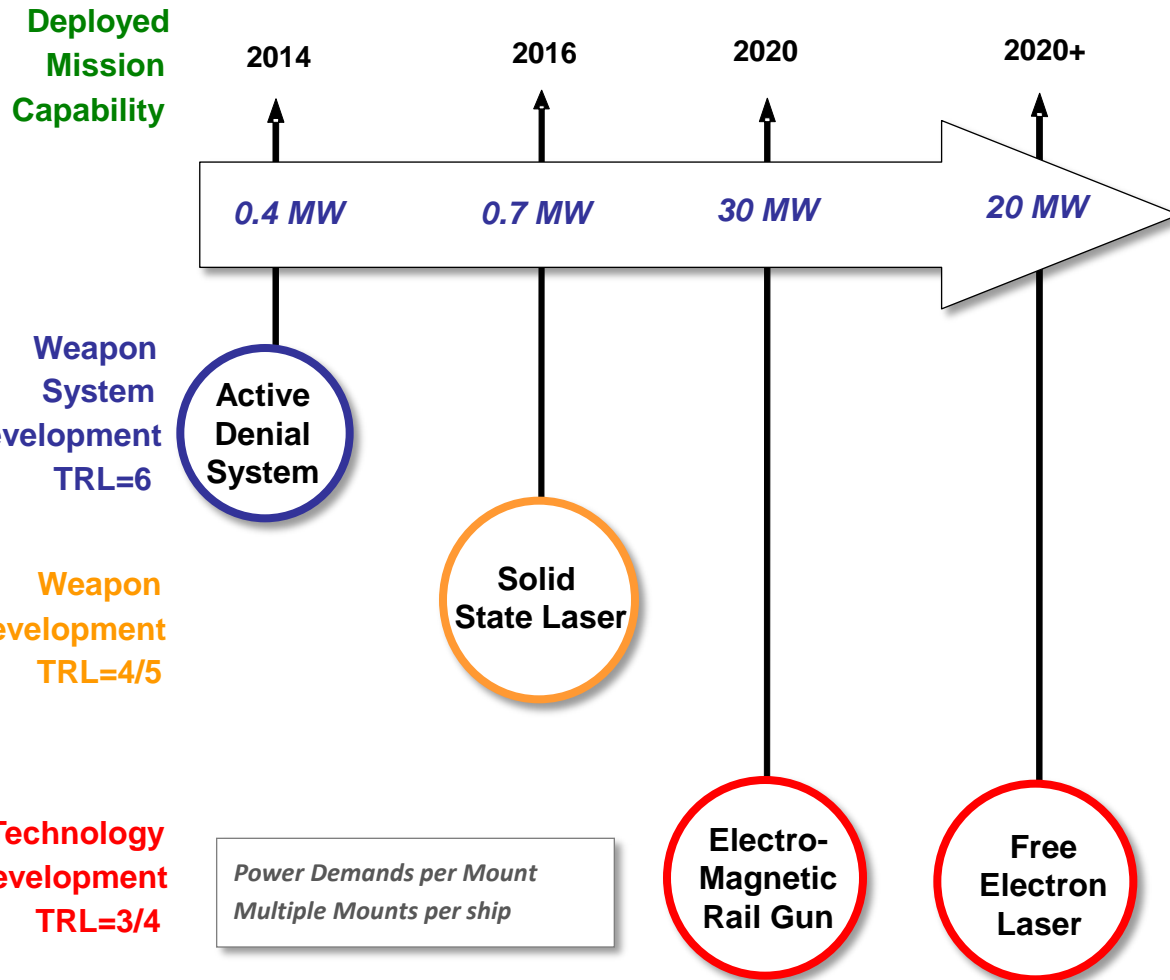 Deployed
Mission
Capability
2014
2016
2020
2020+
0.4 MW
0.7 MW
30 MW
20 MW
Weapon
System
evelopment
TRL=6
Active
Denial
System
Weapon
evelopment
TRL=4/5
Solid
State Laser
Technology
evelopment
TRL=3/4
Power Demands per Mount
Multiple Mounts per ship
Electro-
Magnetic
Rail Gun
Free
Electron
Laser